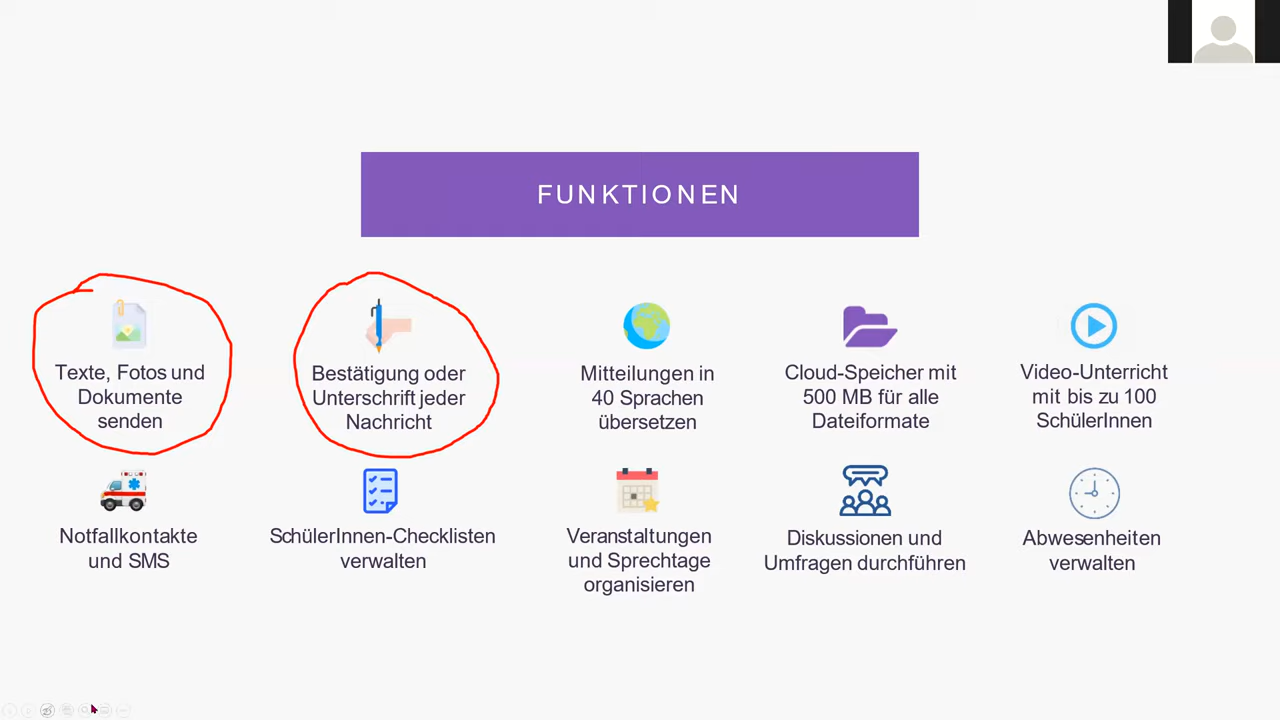 FUNKTIONEN
Texte, Fotos und
Dokumente
senden
Bestätigung oder
Unterschrift jeder
Nachricht
Mitteilungen in
40 Sprachen
übersetzen
Cloud-Speicher mit
500 MB für alle
Dateiformate
Video-Unterricht
mit bis zu 100
SchülerInnen
Notfallkontakte
und SMS
SchülerInnen-Checklisten
verwalten
Veranstaltungen
und Sprechtage
organisieren
Diskussionen und
Umfragen durchführen
Abwesenheiten
verwalten